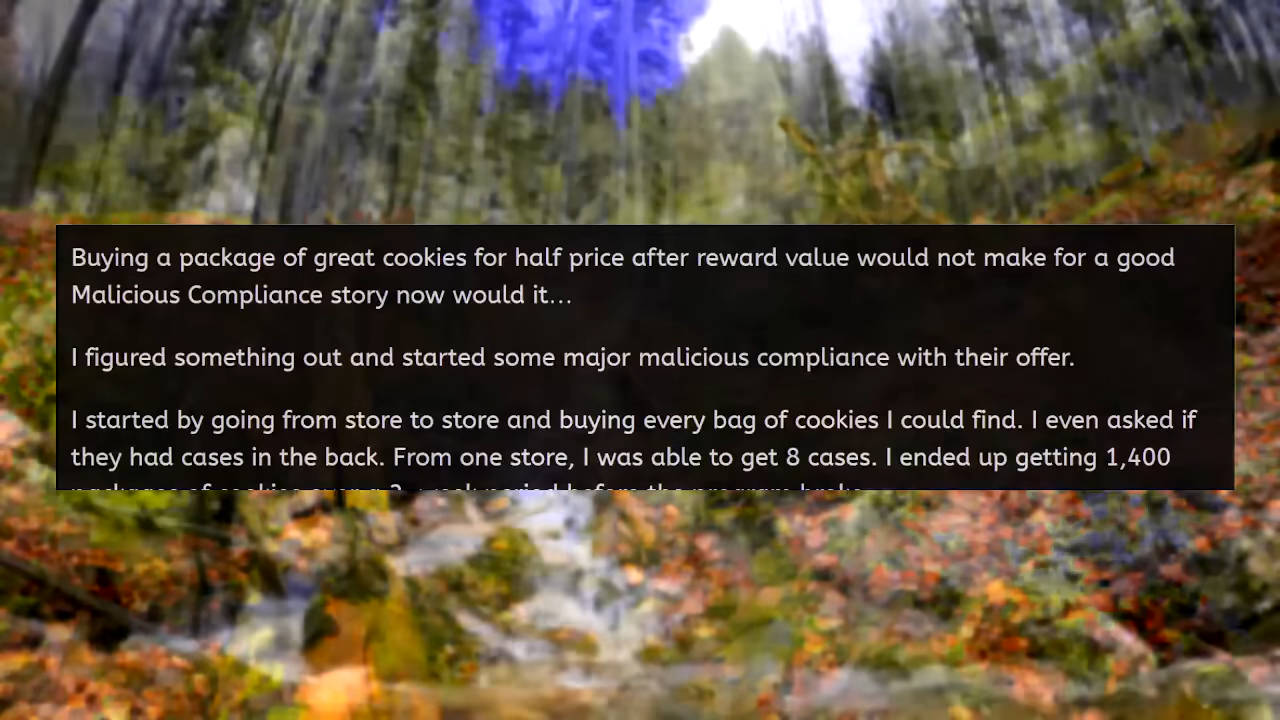 Buying a package of great cookies for half price after reward value would not make for a good
Malicious Compliance story now would it...
I figured something out and started some major malicious compliance with their offer.
I started by going from store to store and buying every bag of cookies I could find. I even asked if
they had cases in the back. From one store, I was able to get 8 cases. I ended up getting 1,400